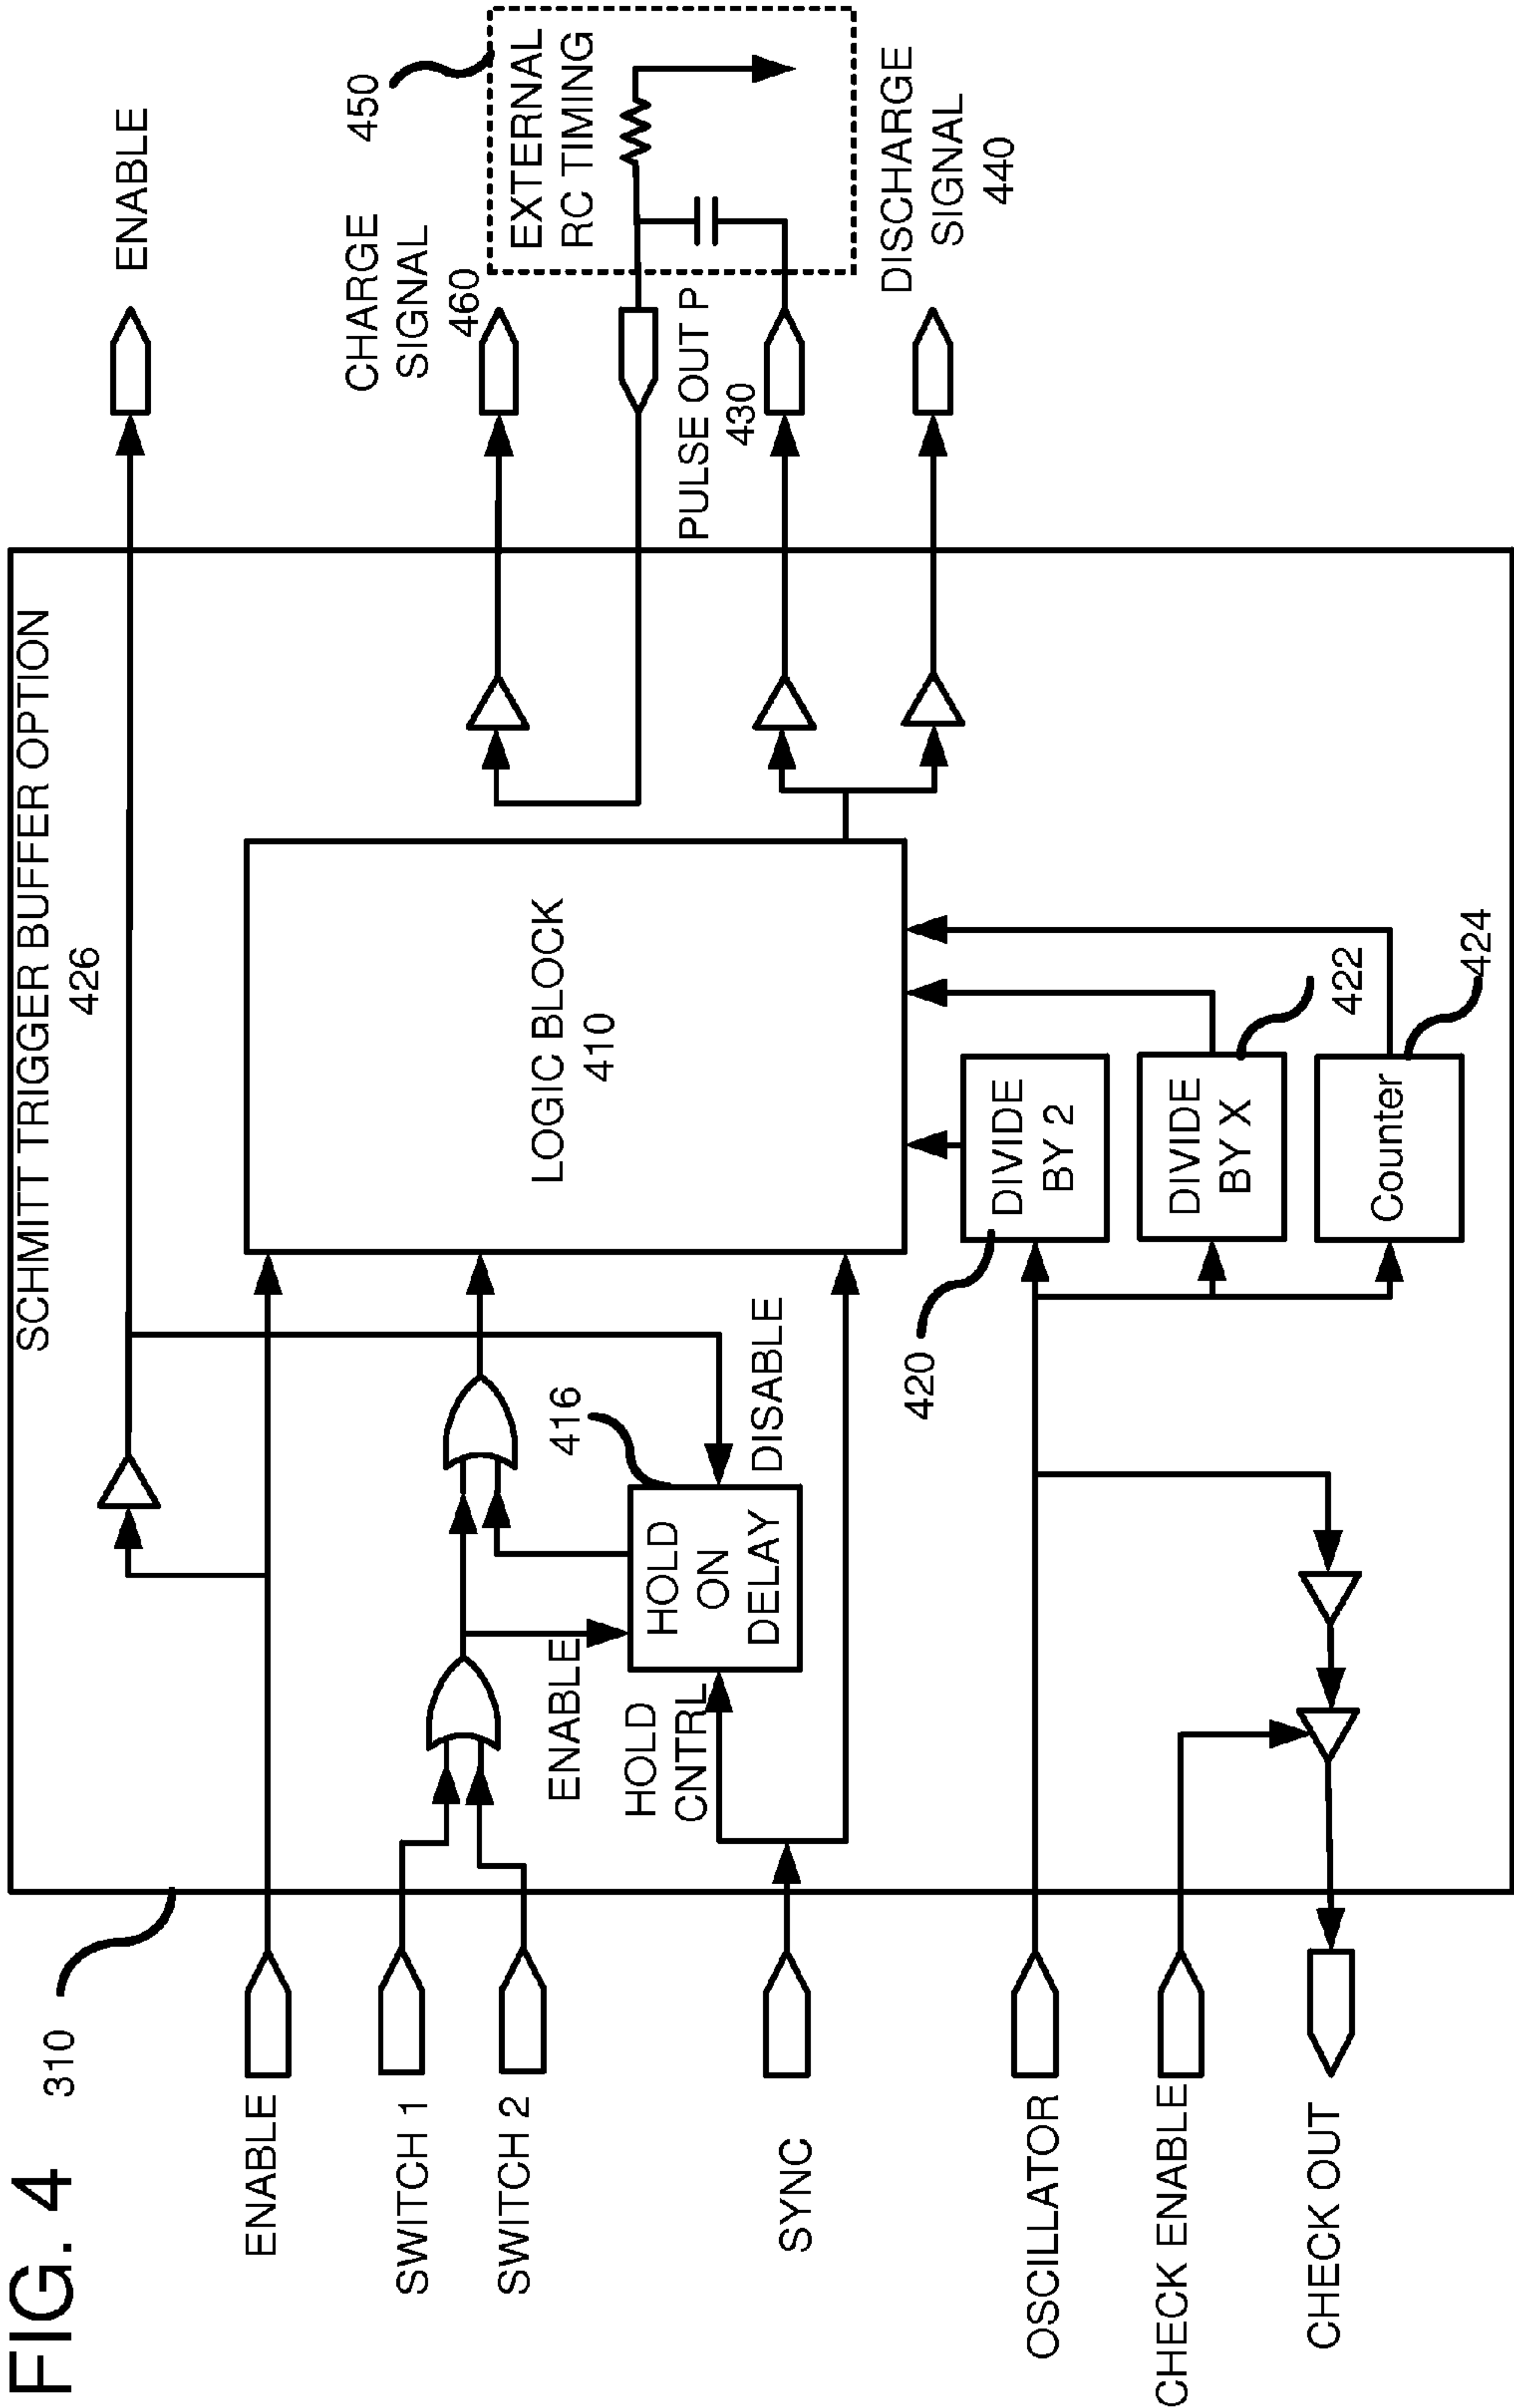 FIG. 4
310
SCHMITT TRIGGER BUFFER OPTION
426
ENABLE
ENABLE
SWITCH 1
SWITCH 2
SYNC
OSCILLATOR
CHECK ENABLE
CHECK OUT
ENABLE
HOLD
CNTRL
HOLD
ON
DELAY
416
DISABLE
LOGIC BLOCK
410
420
DIVIDE
BY 2
DIVIDE
BY X
422
Counter
424
CHARGE
SIGNAL
460
450
EXTERNAL
RC TIMING
PULSE OUT P
430
DISCHARGE
SIGNAL
440